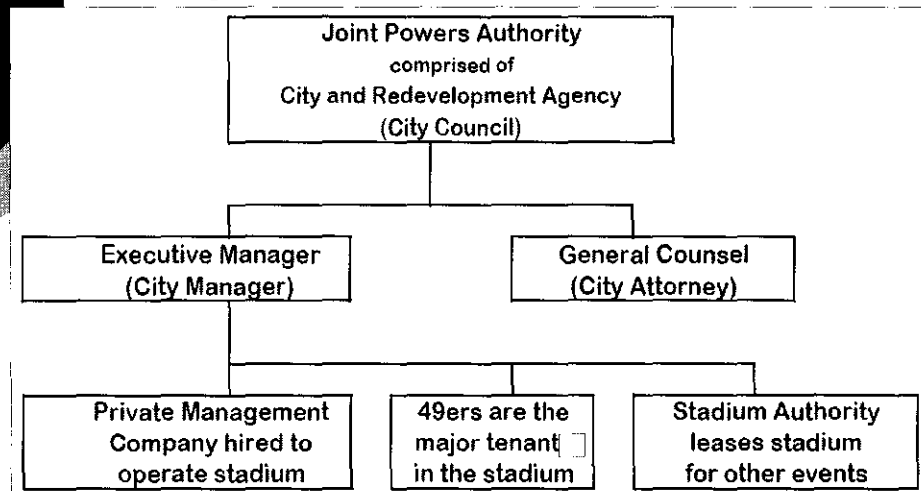 Joint Powers Authority
comprised of
City and Redevelopment Agency
(City Council)
Executive Manager
(City Manager)
General Counsel
(City Attorney)
Private Management
Company hired to
operate stadium
49ers are the
major tenant
in the stadium
Stadium Authority
leases stadium
for other events